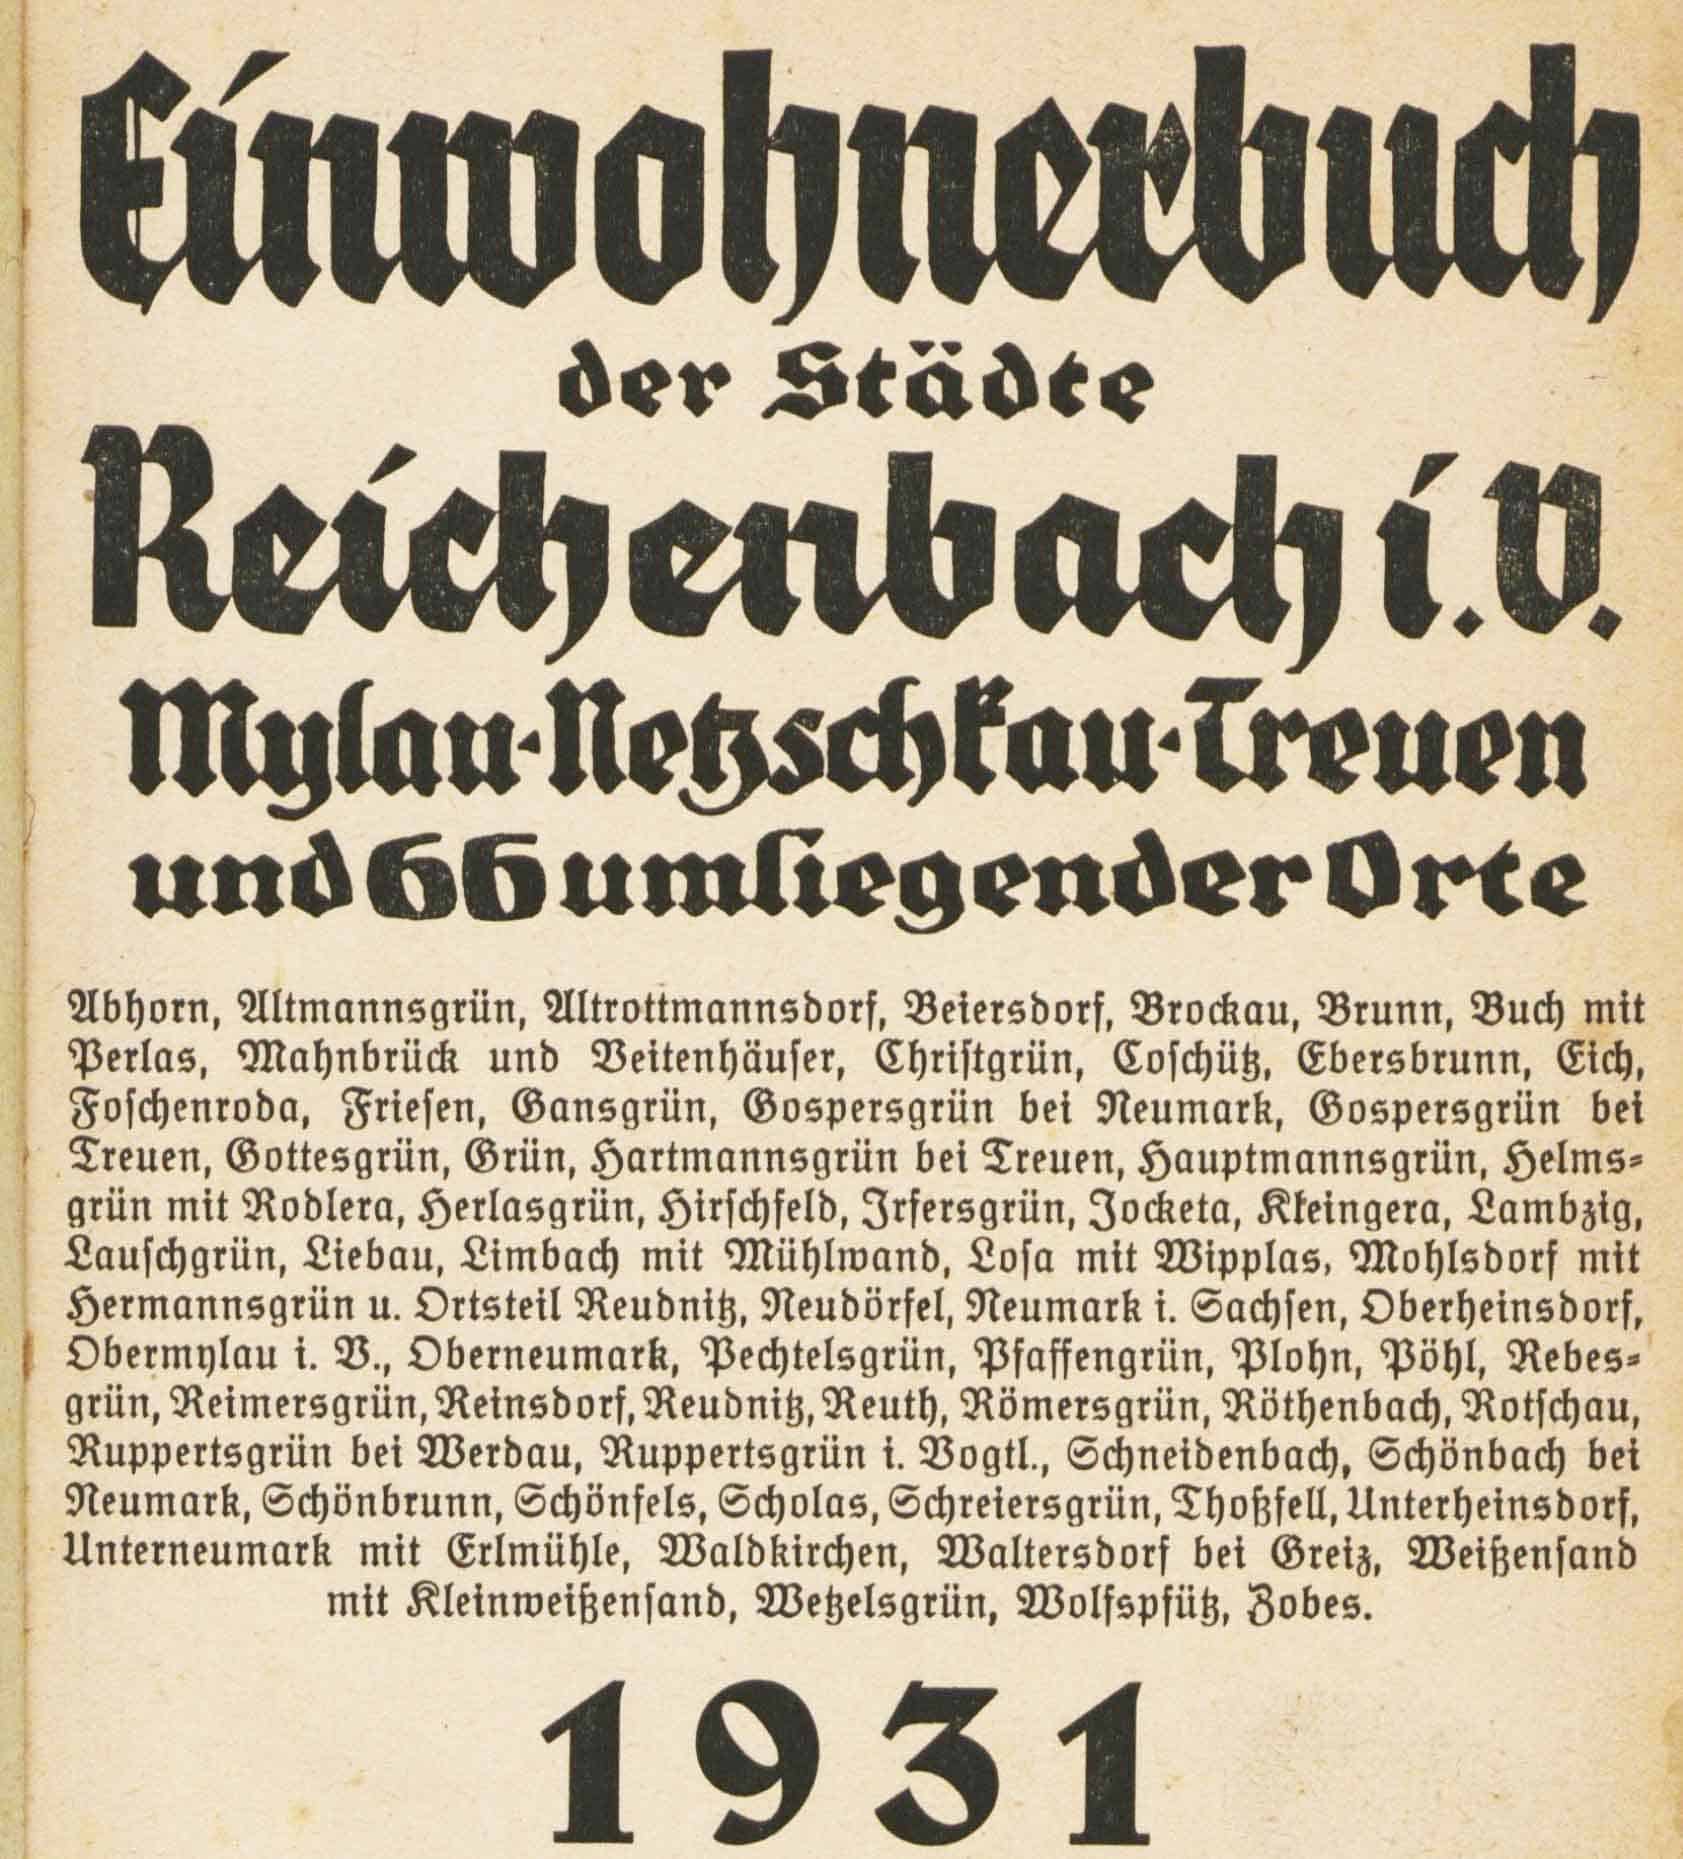 Einwohnerbuch
der Städte
Reichenbach i.V.
Mylau·Netzschkau·Treuen
und 66 umliegender Orte
Abhorn, Altmannsgrün, Altrottmannsdorf, Beiersdorf, Brockau, Brunn, Buch mit
Perlas, Mahnbrück und Veitenhäuser, Christgrün, Coschütz, Ebersbrunn, Eich,
Foschenroda, Friesen, Gansgrün, Gospersgrün bei Neumark, Gospersgrün bei
Treuen, Gottesgrün, Grün, Hartmannsgrün bei Treuen, Hauptmannsgrün, Helms-
grün mit Rodlera, Herlasgrün, Hirschfeld, Irfersgrün, Jocketa, Kleingera, Lambzig,
Lauschgrün, Liebau, Limbach mit Mühlwand, Losa mit Wipplas, Mohlsdorf mit
Hermannsgrün u. Ortsteil Reudnitz, Neudörfel, Neumark i. Sachsen, Oberheinsdorf,
Obermylau i. V., Oberneumark, Pechtelsgrün, Pfaffengrün, Plohn, Pöhl, Rebes-
grün, Reimersgrün, Reinsdorf, Reudnitz, Reuth, Römersgrün, Röthenbach, Rotschau,
Ruppertsgrün bei Werdau, Ruppertsgrün i. Vogtl., Schneidenbach, Schönbach bei
Neumark, Schönbrunn, Schönfels, Scholas, Schreiersgrün, Thoßfell, Unterheinsdorf,
Unterneumark mit Erlmühle, Waldkirchen, Waltersdorf bei Greiz, Weißensand
mit Kleinweißensand, Wetzelsgrün, Wolfspfütz, Zobes.
1931